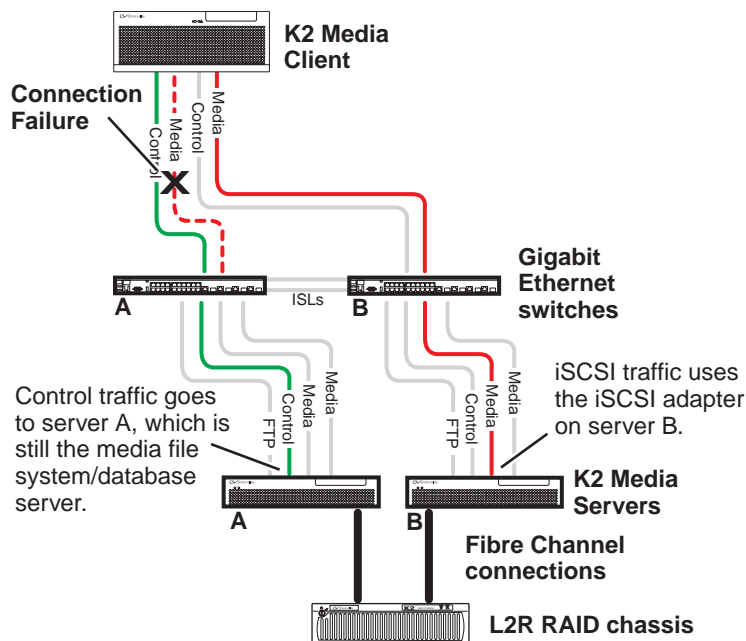 K2 Media
Client
Connection
Failure
Control
Media
Control
Media
Gigabit
Ethernet
switches
A
ISLs
B
Control traffic goes
to server A, which is
still the media file
system/database
server.
FTP
Control
Media
Media
FTP
Control
Media
Media
iSCSI traffic uses
the iSCSI adapter
on server B.
A
B
K2 Media
Servers
Fibre Channel
connections
K2
L2R RAID chassis